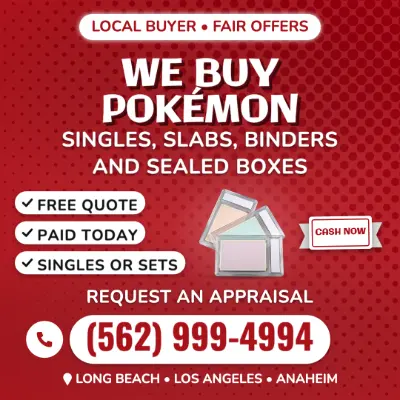 LOCAL BUYER • FAIR OFFERS
WE BUY
POKÉMON
SINGLES, SLABS, BINDERS
AND SEALED BOXES
FREE QUOTE
PAID TODAY
SINGLES OR SETS
CASH NOW
REQUEST AN APPRAISAL
(562) 999-4994
LONG BEACH • LOS ANGELES • ANAHEIM